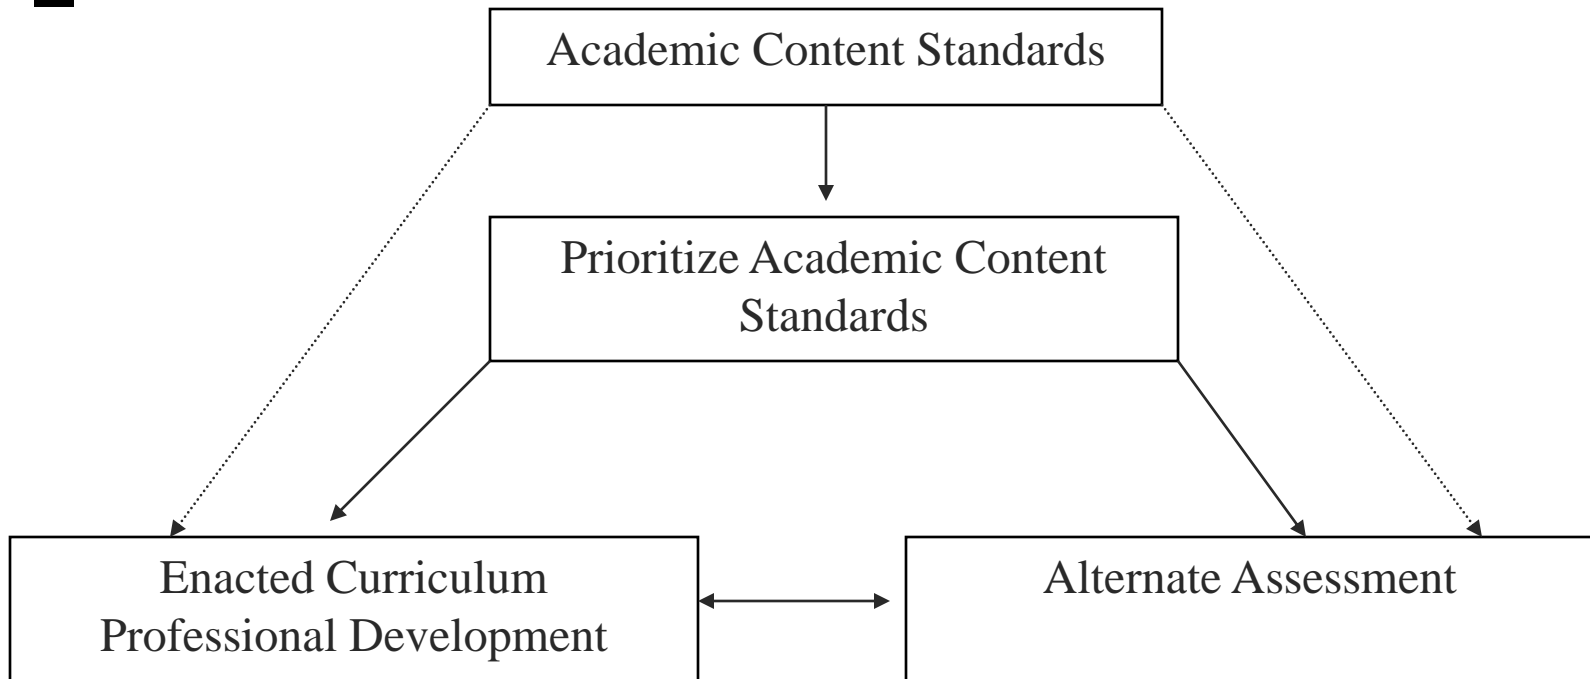 Academic Content Standards
Prioritize Academic Content
Standards
Enacted Curriculum
Professional Development
Alternate Assessment